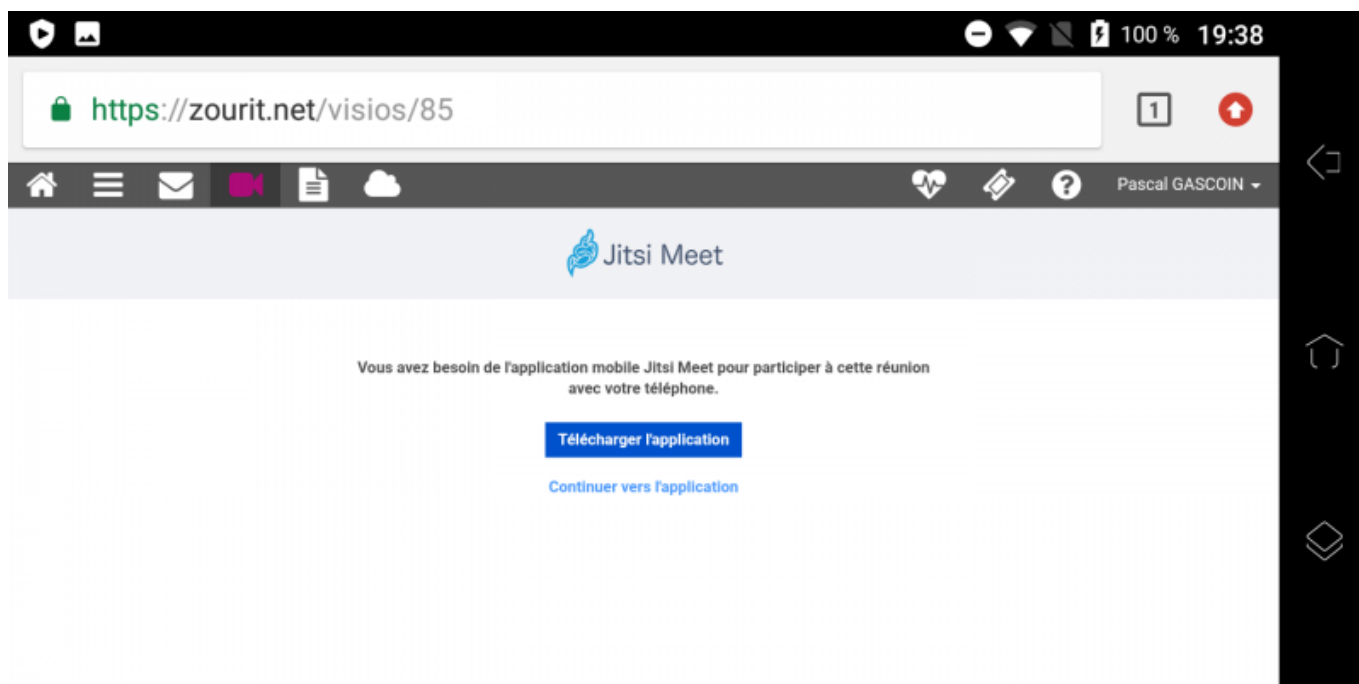 100 % 19:38
https://zourit.net/visios/85
1
Pascal GASCOIN
Jitsi Meet
Vous avez besoin de l'application mobile Jitsi Meet pour participer à cette réunion
avec votre téléphone.
Télécharger l'application
Continuer vers l'application